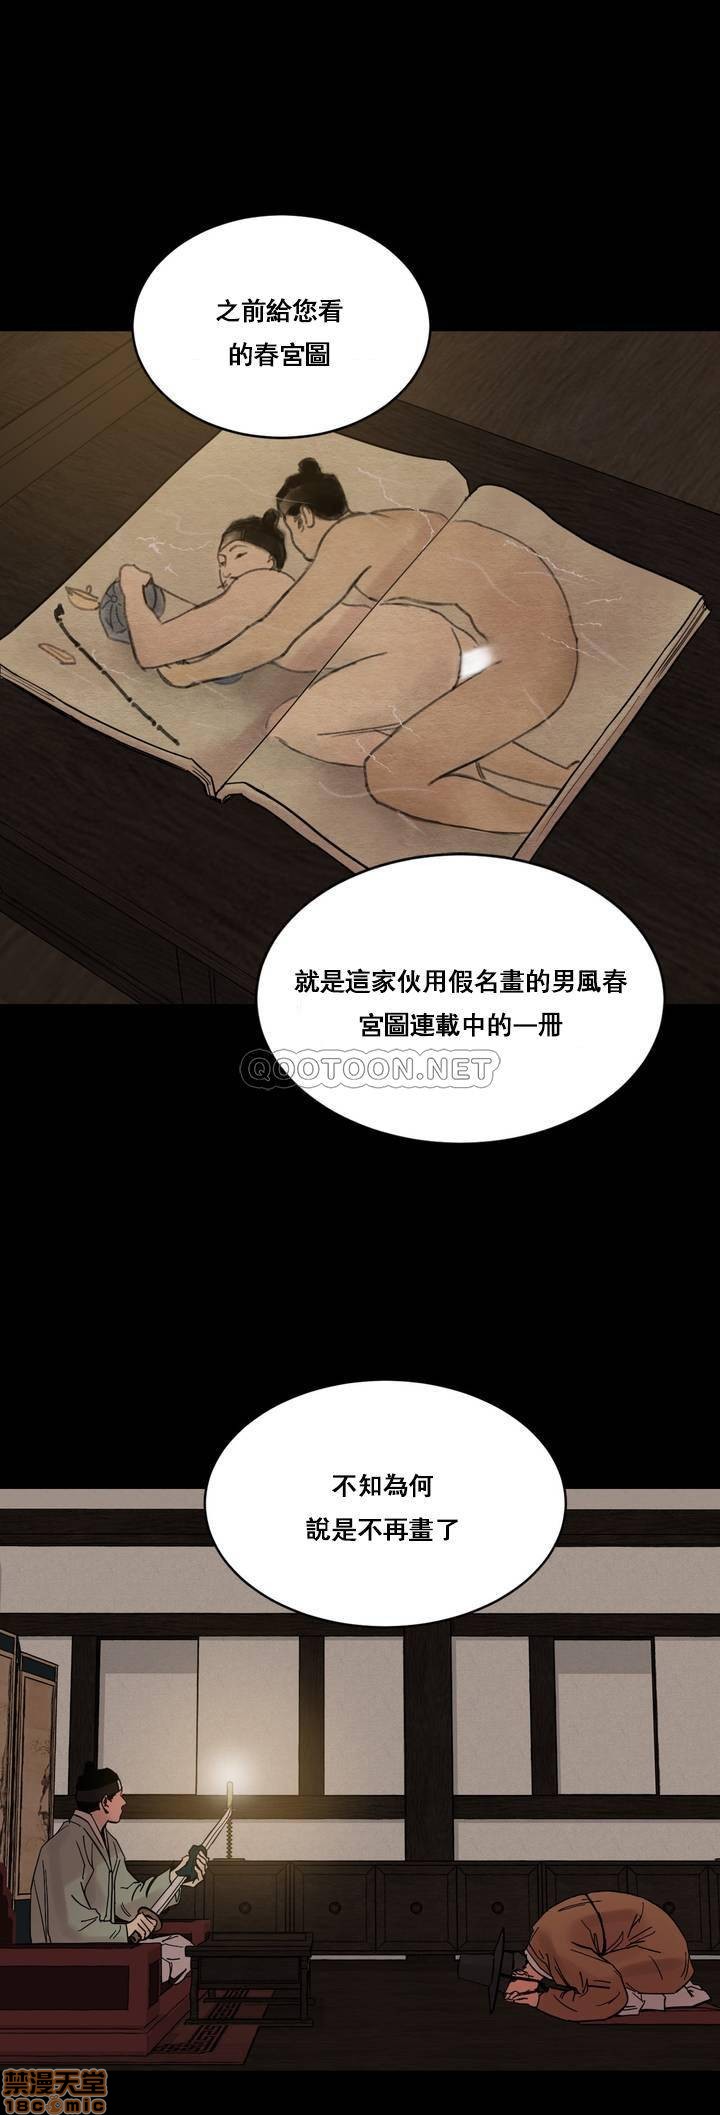 之前給您看
的春宮圖
就是這家伙用假名畫的男風春
宮圖連載中的一冊
QOOTOON.NET
不知為何
說是不再畫了
禁漫天堂
18COMIC